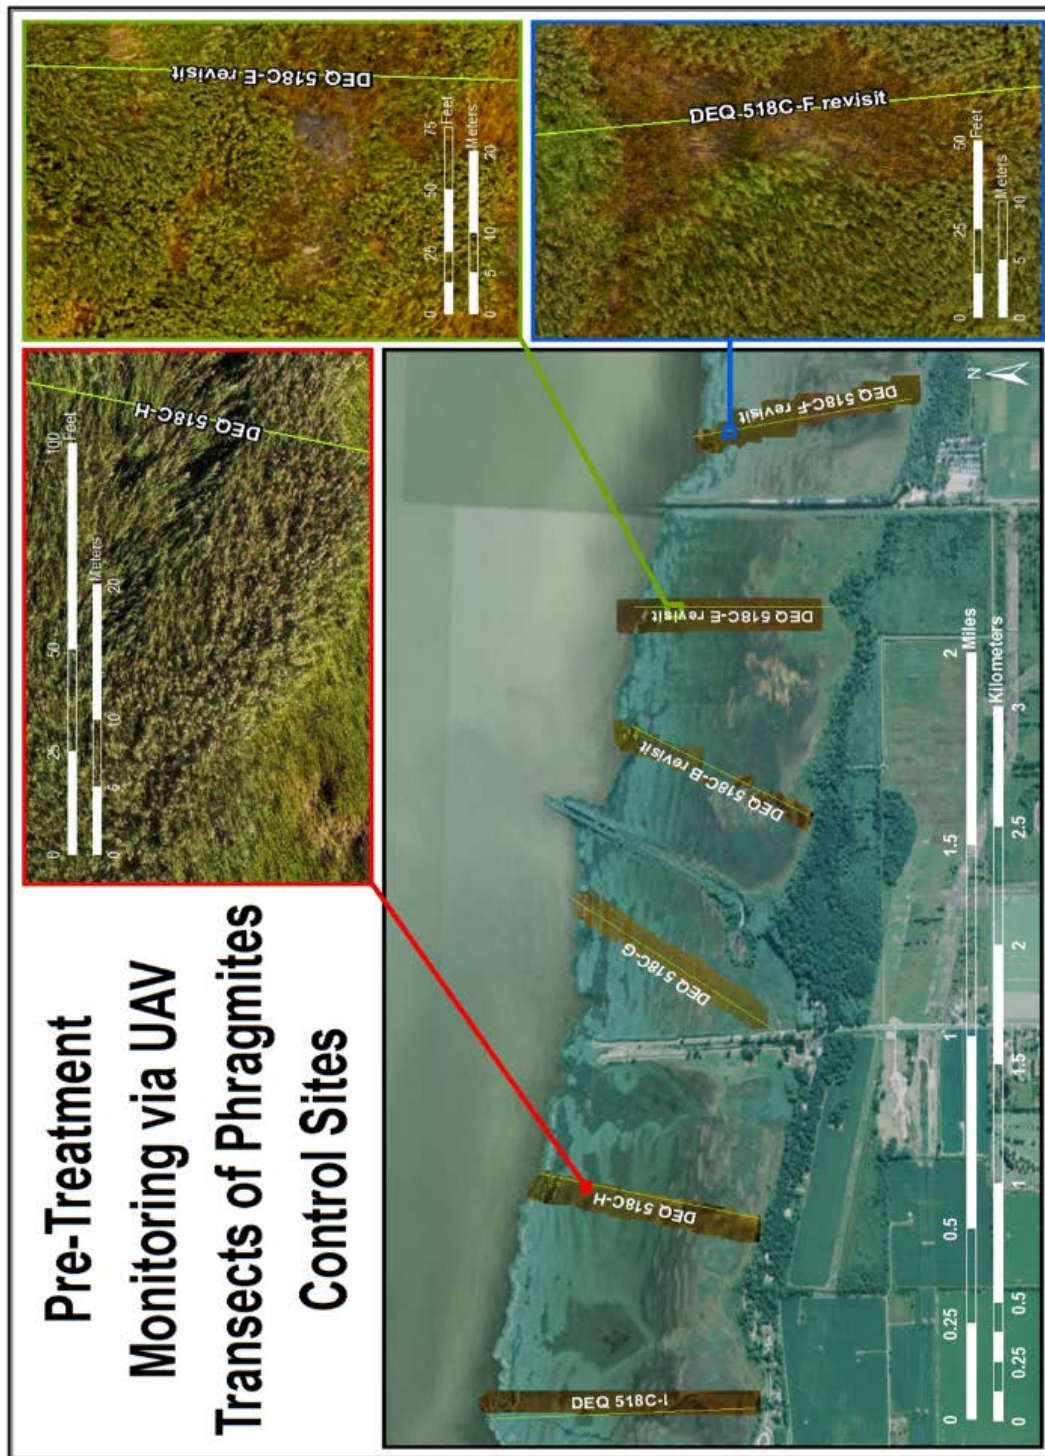 Pre-Treatment
Monitoring via UAV
Transects of Phragmites
Control Sites
DEQ 518C-H
0 25 50 100
Feet
0 5 10 20
Meters
DEQ 518C-E revisit
0 25 50 75
Feet
0 5 10 20
Meters
DEQ 518C-F revisit
0 25 50
Feet
0 5 10
Meters
DEQ 518C-I
DEQ 518C-H
DEQ 518C-G
DEQ 518C-B revisit
DEQ 518C-E revisit
DEQ 518C-F revisit
N
0 0.25 0.5 1 1.5 2
Miles
0 0.25 0.5 1 1.5 2 2.5 3
Kilometers